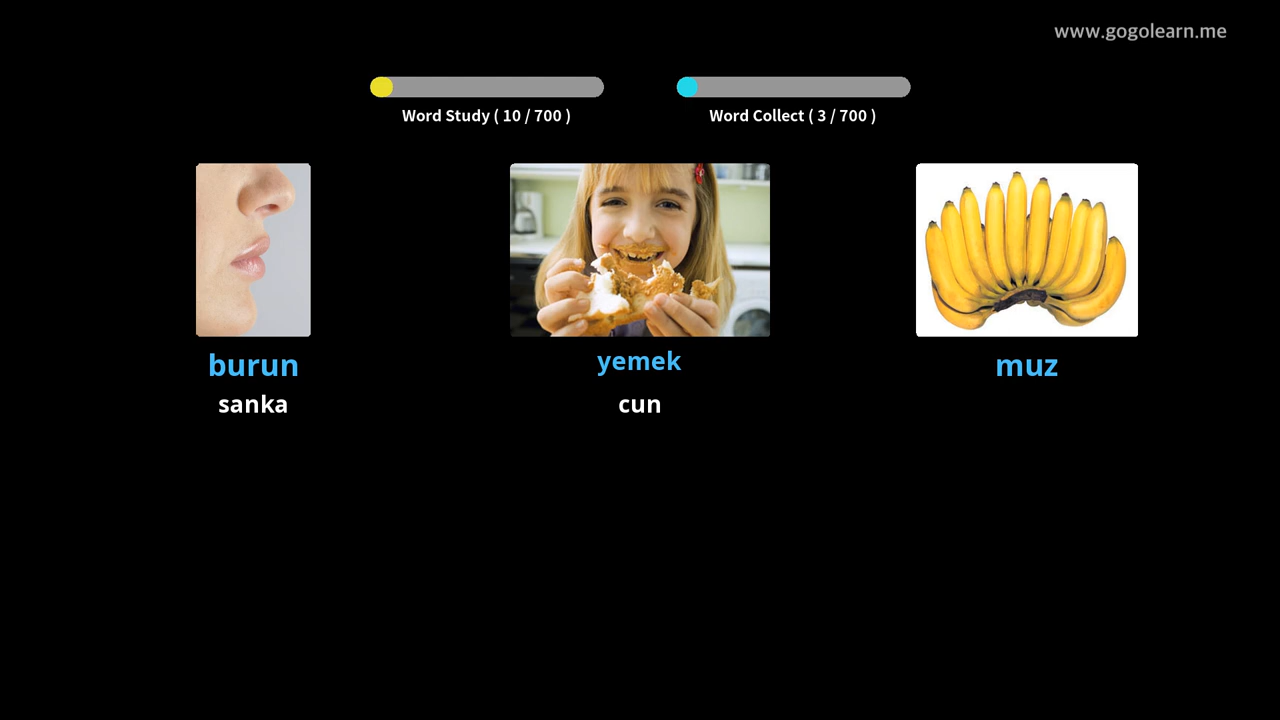 www.gogolearn.me
Word Study ( 10 / 700 )
Word Collect ( 3 / 700 )
burun
yemek
muz
sanka
cun